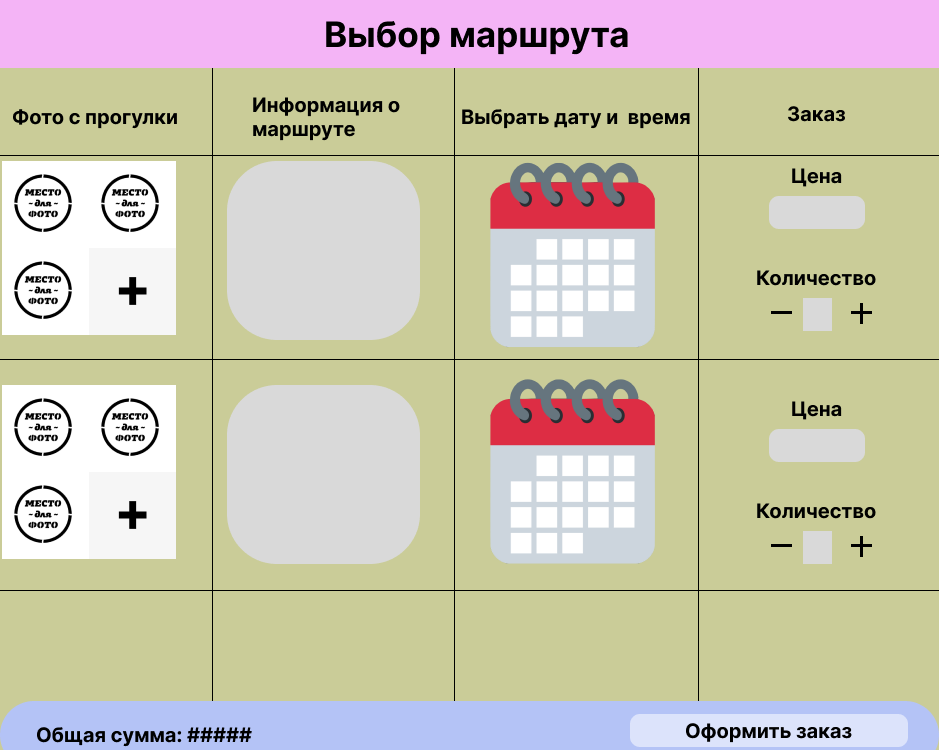 Выбор маршрута
Фото с прогулки
Информация о
маршруте
Выбрать дату и время
Заказ
МЕСТО
~ для ~
ФОТО
МЕСТО
~ для ~
ФОТО
МЕСТО
~ для ~
ФОТО
+
Цена
Количество
— +
МЕСТО
~ для ~
ФОТО
МЕСТО
~ для ~
ФОТО
МЕСТО
~ для ~
ФОТО
+
Цена
Количество
— +
Общая сумма: #####
Оформить заказ